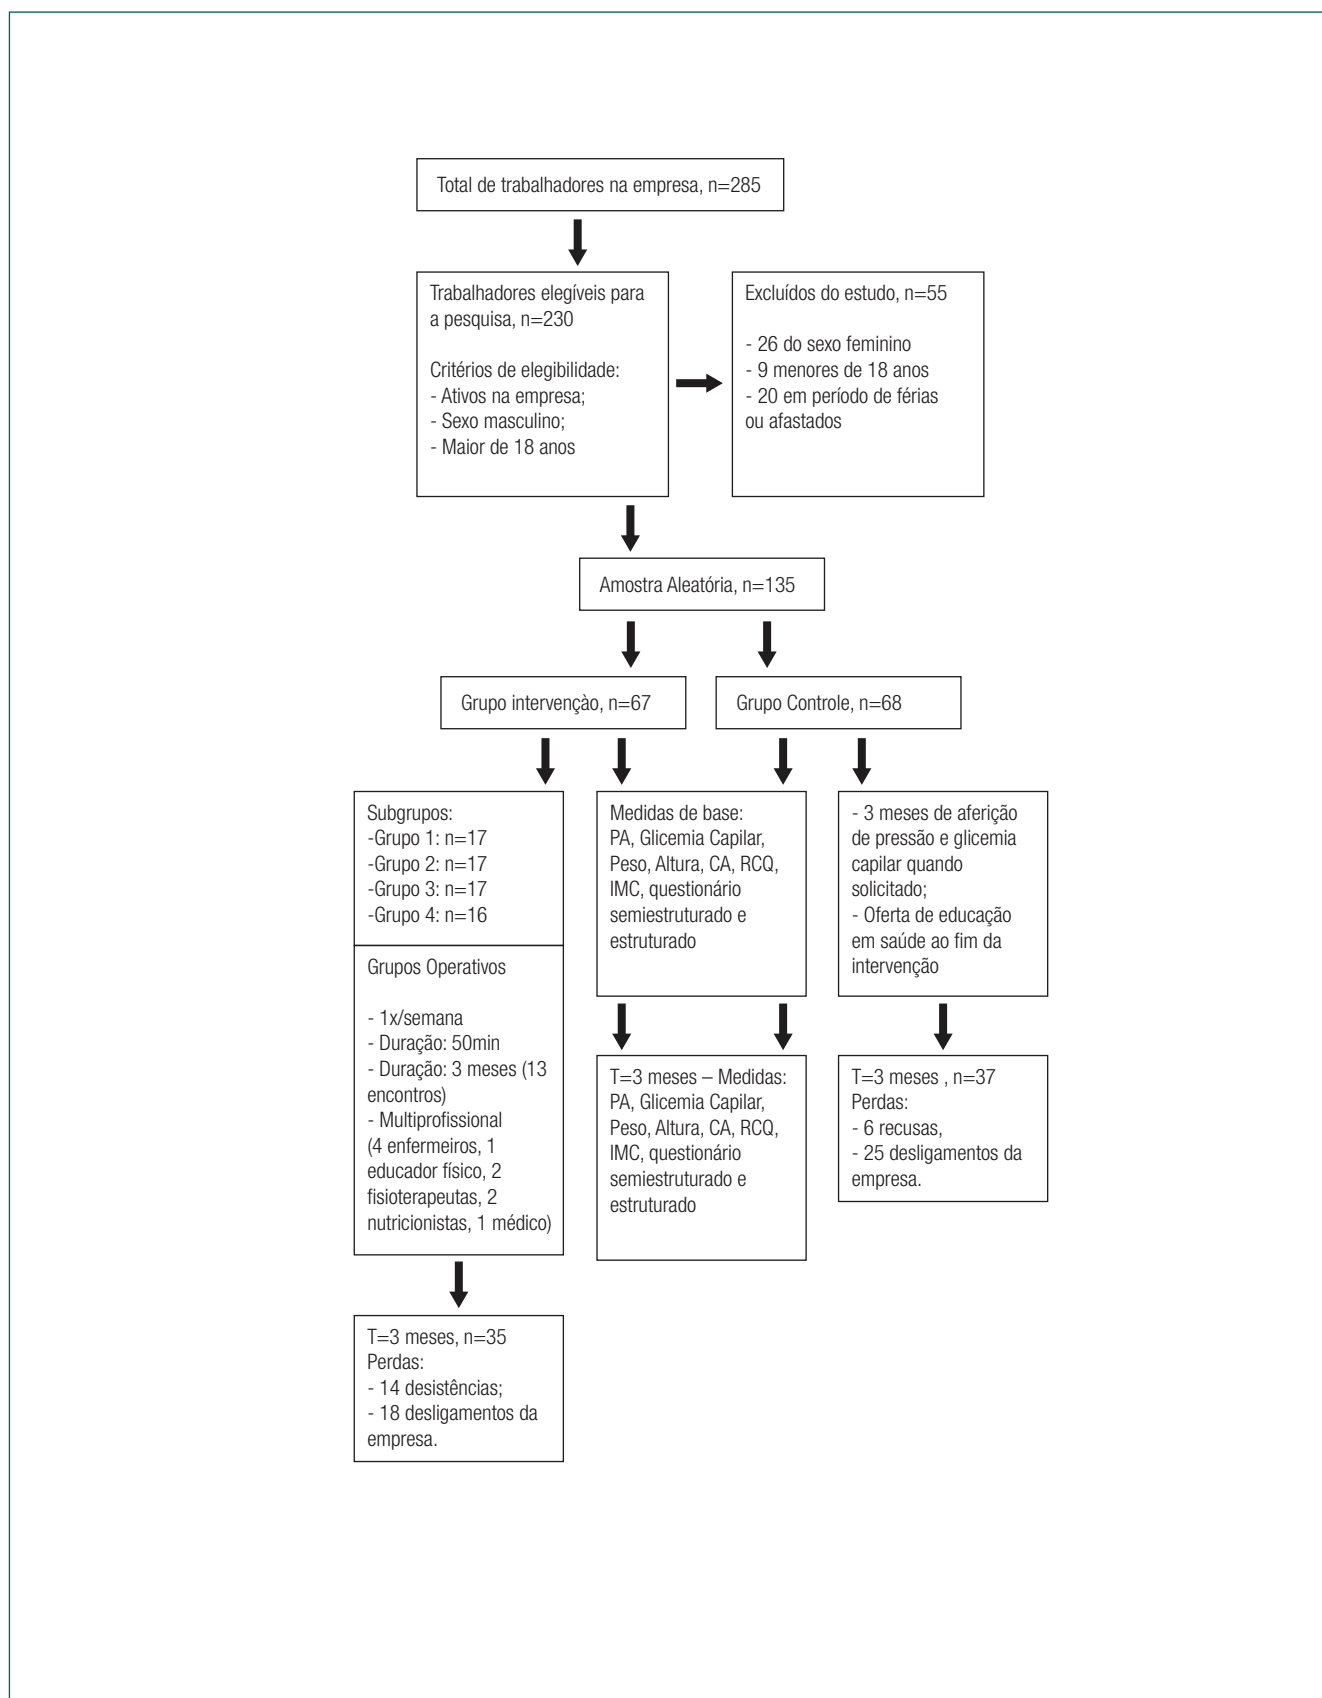 Total de trabalhadores na empresa, n=285
Trabalhadores elegíveis para
a pesquisa, n=230
Critérios de elegibilidade:
- Ativos na empresa;
- Sexo masculino;
- Maior de 18 anos
Excluídos do estudo, n=55
- 26 do sexo feminino
- 9 menores de 18 anos
- 20 em período de férias
ou afastados
Amostra Aleatória, n=135
Grupo intervençào, n=67
Grupo Controle, n=68
Subgrupos:
-Grupo 1: n=17
-Grupo 2: n=17
-Grupo 3: n=17
-Grupo 4: n=16
Grupos Operativos
- 1x/semana
- Duração: 50min
- Duração: 3 meses (13
encontros)
- Multiprofissional
(4 enfermeiros, 1
educador físico, 2
fisioterapeutas, 2
nutricionistas, 1 médico)
Medidas de base:
PA, Glicemia Capilar,
Peso, Altura, CA, RCQ,
IMC, questionário
semiestruturado e
estruturado
- 3 meses de aferição
de pressão e glicemia
capilar quando
solicitado;
- Oferta de educação
em saúde ao fim da
intervenção
T=3 meses – Medidas:
PA, Glicemia Capilar,
Peso, Altura, CA, RCQ,
IMC, questionário
semiestruturado e
estruturado
T=3 meses , n=37
Perdas:
- 6 recusas,
- 25 desligamentos da
empresa.
T=3 meses, n=35
Perdas:
- 14 desistências;
- 18 desligamentos da
empresa.